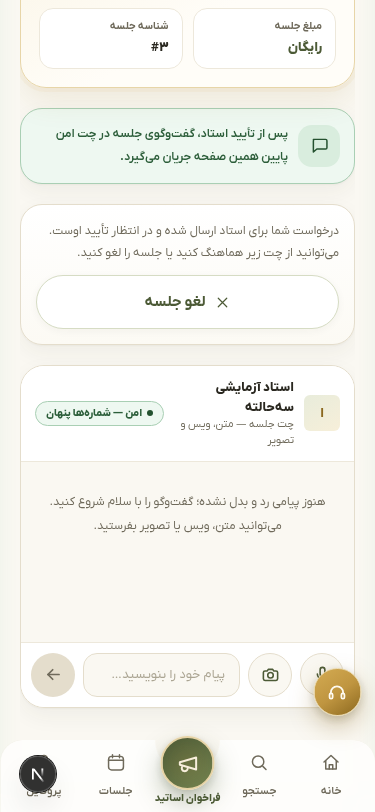 مبلغ جلسه
رایگان
شناسه جلسه
#۳
پس از تأیید استاد، گفت‌وگوی جلسه در چت امن
پایین همین صفحه جریان می‌گیرد.
درخواست شما برای استاد ارسال شده و در انتظار تأیید اوست.
می‌توانید از چت زیر هماهنگ کنید یا جلسه را لغو کنید.
لغو جلسه
ا
استاد آزمایشی
سه‌حالته
چت جلسه — متن، ویس و
تصویر
امن — شماره‌ها پنهان
هنوز پیامی رد و بدل نشده؛ گفت‌وگو را با سلام شروع کنید.
می‌توانید متن، ویس یا تصویر بفرستید.
پیام خود را بنویسید...
خانه
جستجو
فراخوان اساتید
جلسات
پروفایل
N